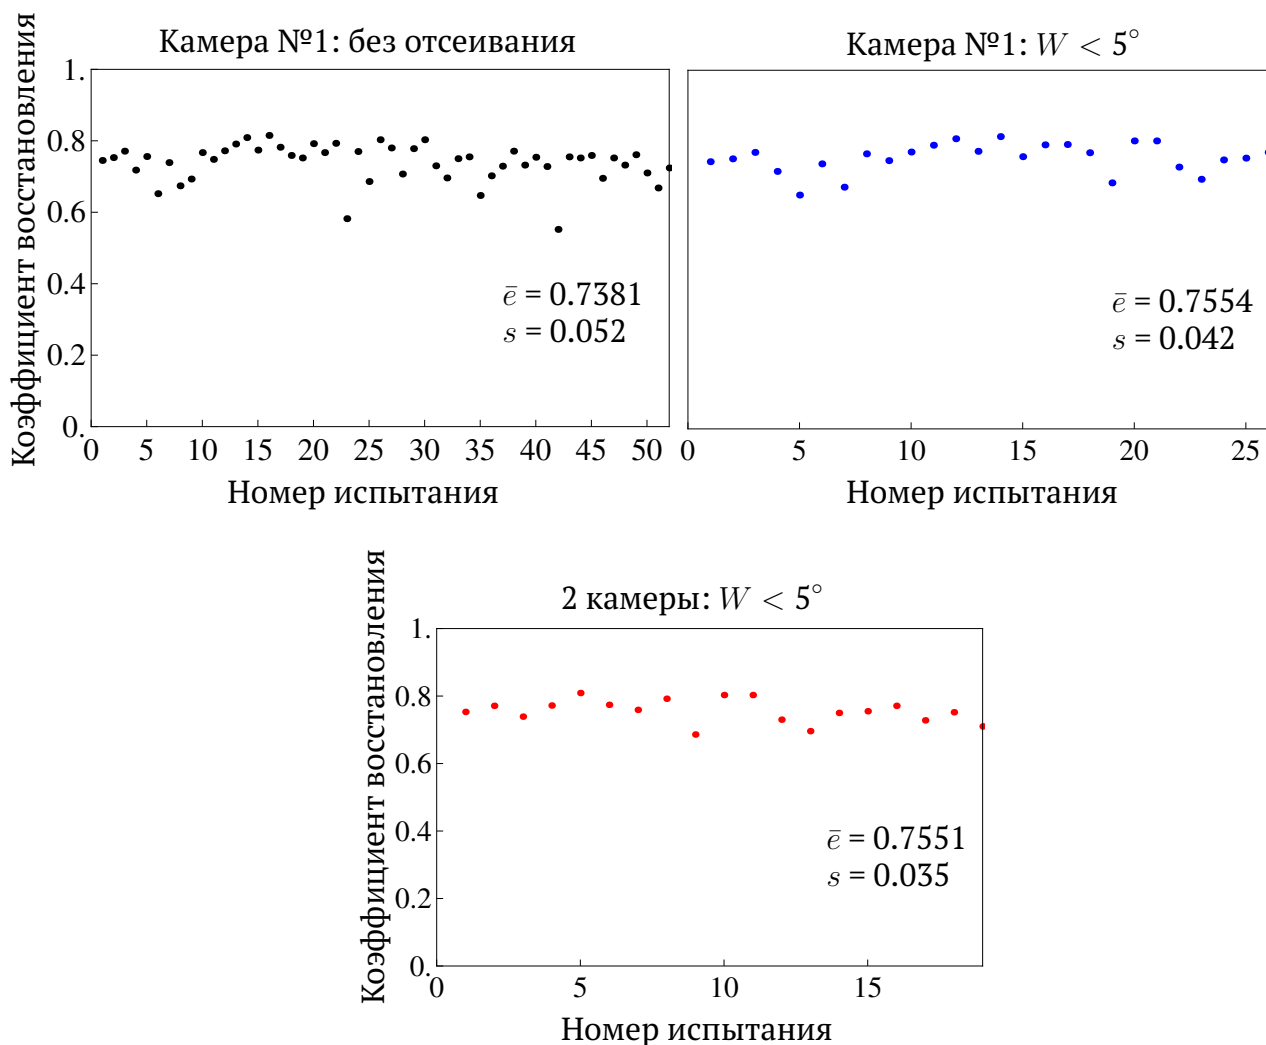 Камера №1: без отсеивания
Коэффициент восстановления
1.
0.8
0.6
0.4
0.2
0.
ē = 0.7381
s = 0.052
0 5 10 15 20 25 30 35 40 45 50
Номер испытания
Камера №1: W < 5°
ē = 0.7554
s = 0.042
0 5 10 15 20 25
Номер испытания
2 камеры: W < 5°
Коэффициент восстановления
1.
0.8
0.6
0.4
0.2
0.
ē = 0.7551
s = 0.035
0 5 10 15
Номер испытания